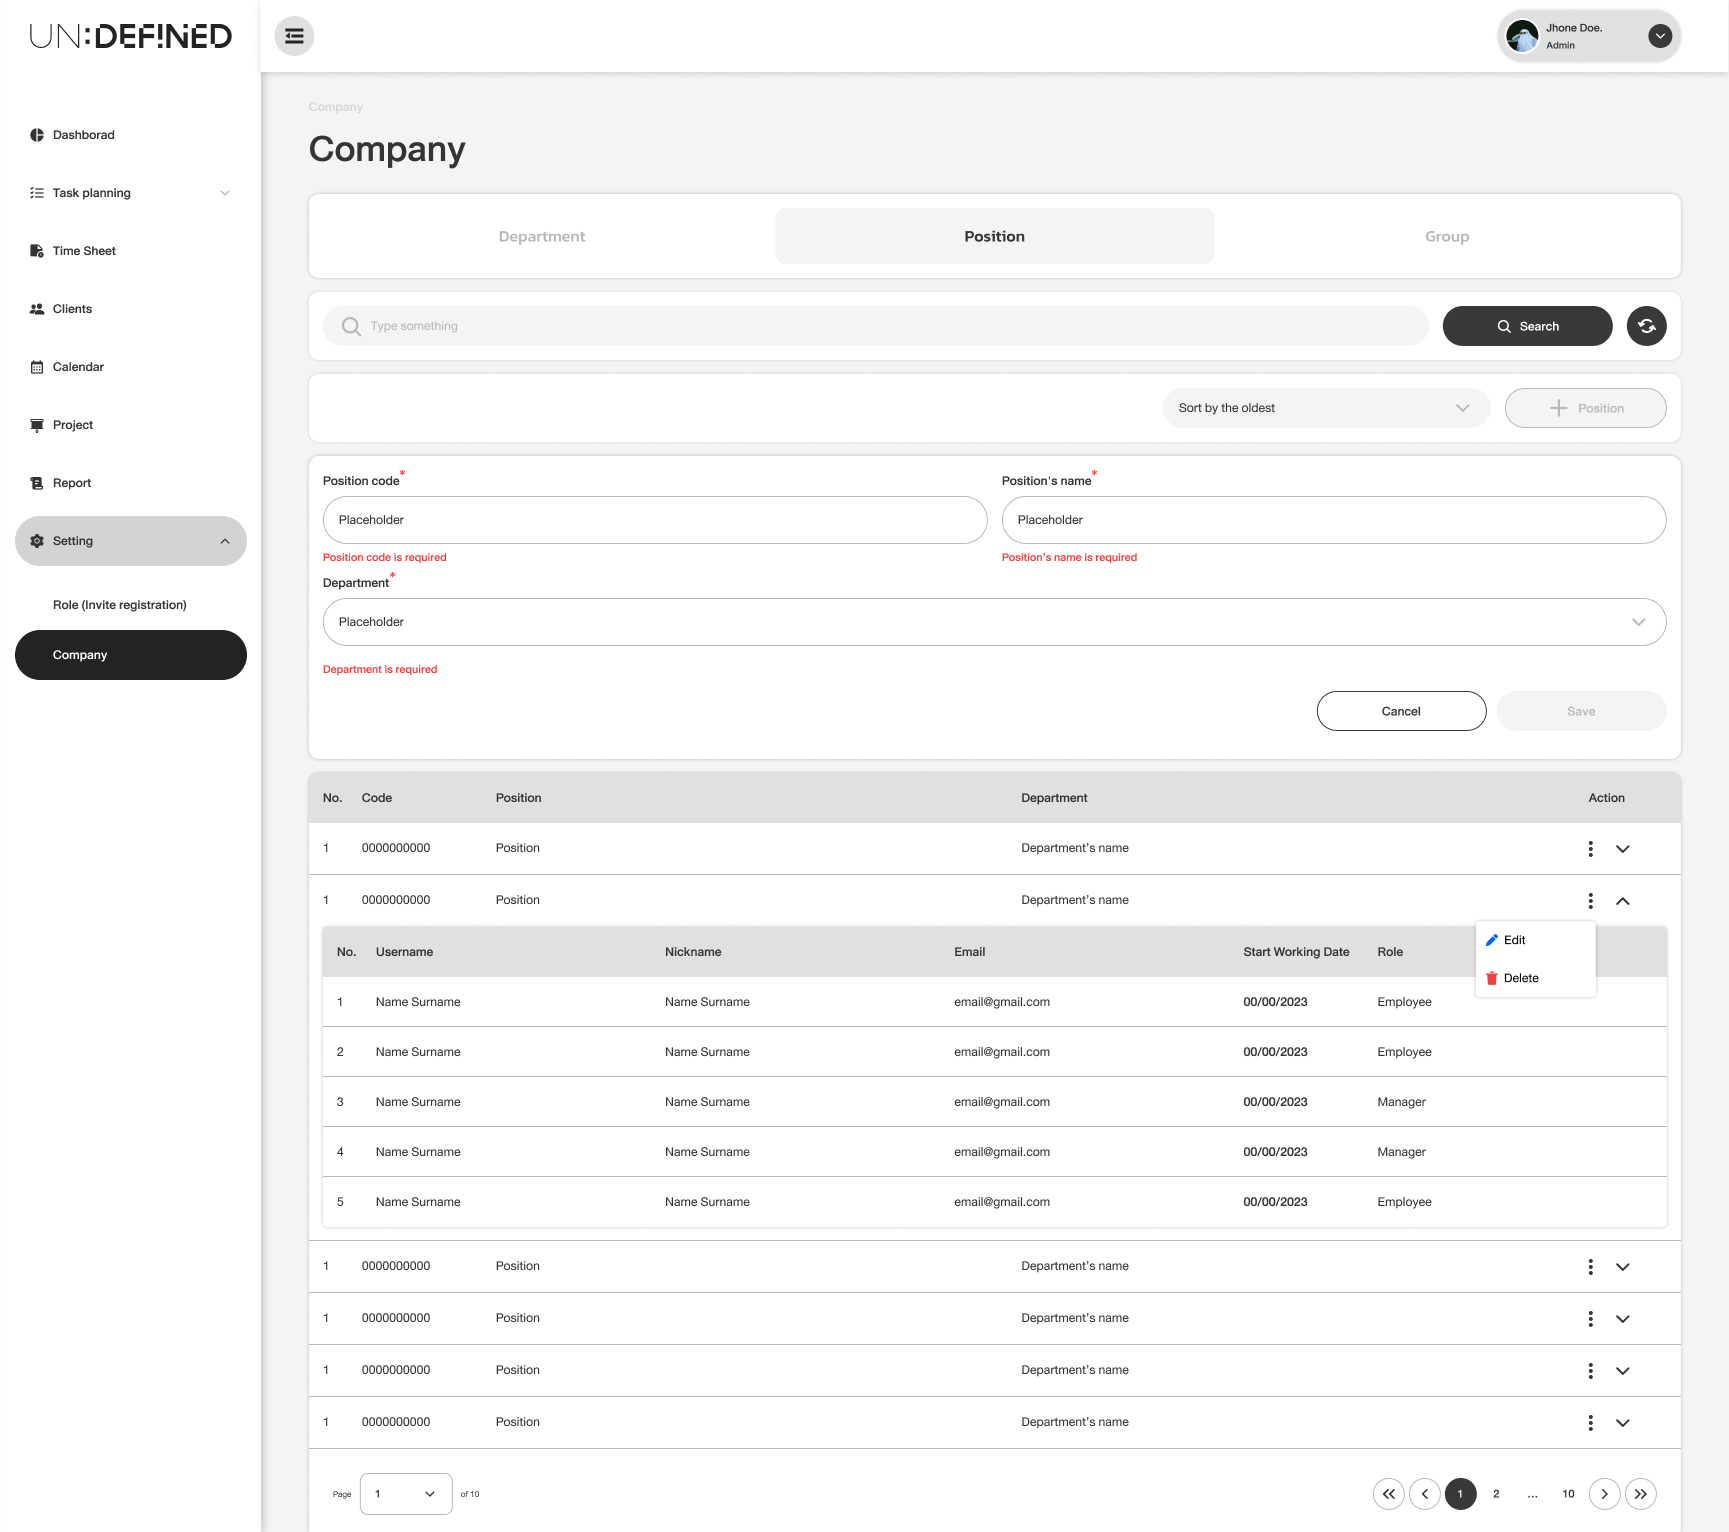 UN:DEF!NED
Jhone Doe.
Admin
Dashborad
Task planning
Time Sheet
Clients
Calendar
Project
Report
Setting
Role (Invite registration)
Company
Company
Company
Department Position Group
Type something Search
Sort by the oldest Position
Position code* Position's name*
Placeholder Placeholder
Position code is required Position's name is required
Department*
Placeholder
Department is required
Cancel Save
No. Code Position Department Action
1 0000000000 Position Department's name
1 0000000000 Position Department's name
Edit
Delete
No. Username Nickname Email Start Working Date Role
1 Name Surname Name Surname email@gmail.com 00/00/2023 Employee
2 Name Surname Name Surname email@gmail.com 00/00/2023 Employee
3 Name Surname Name Surname email@gmail.com 00/00/2023 Manager
4 Name Surname Name Surname email@gmail.com 00/00/2023 Manager
5 Name Surname Name Surname email@gmail.com 00/00/2023 Employee
1 0000000000 Position Department's name
1 0000000000 Position Department's name
1 0000000000 Position Department's name
1 0000000000 Position Department's name
Page 1 of 10 1 2 ... 10